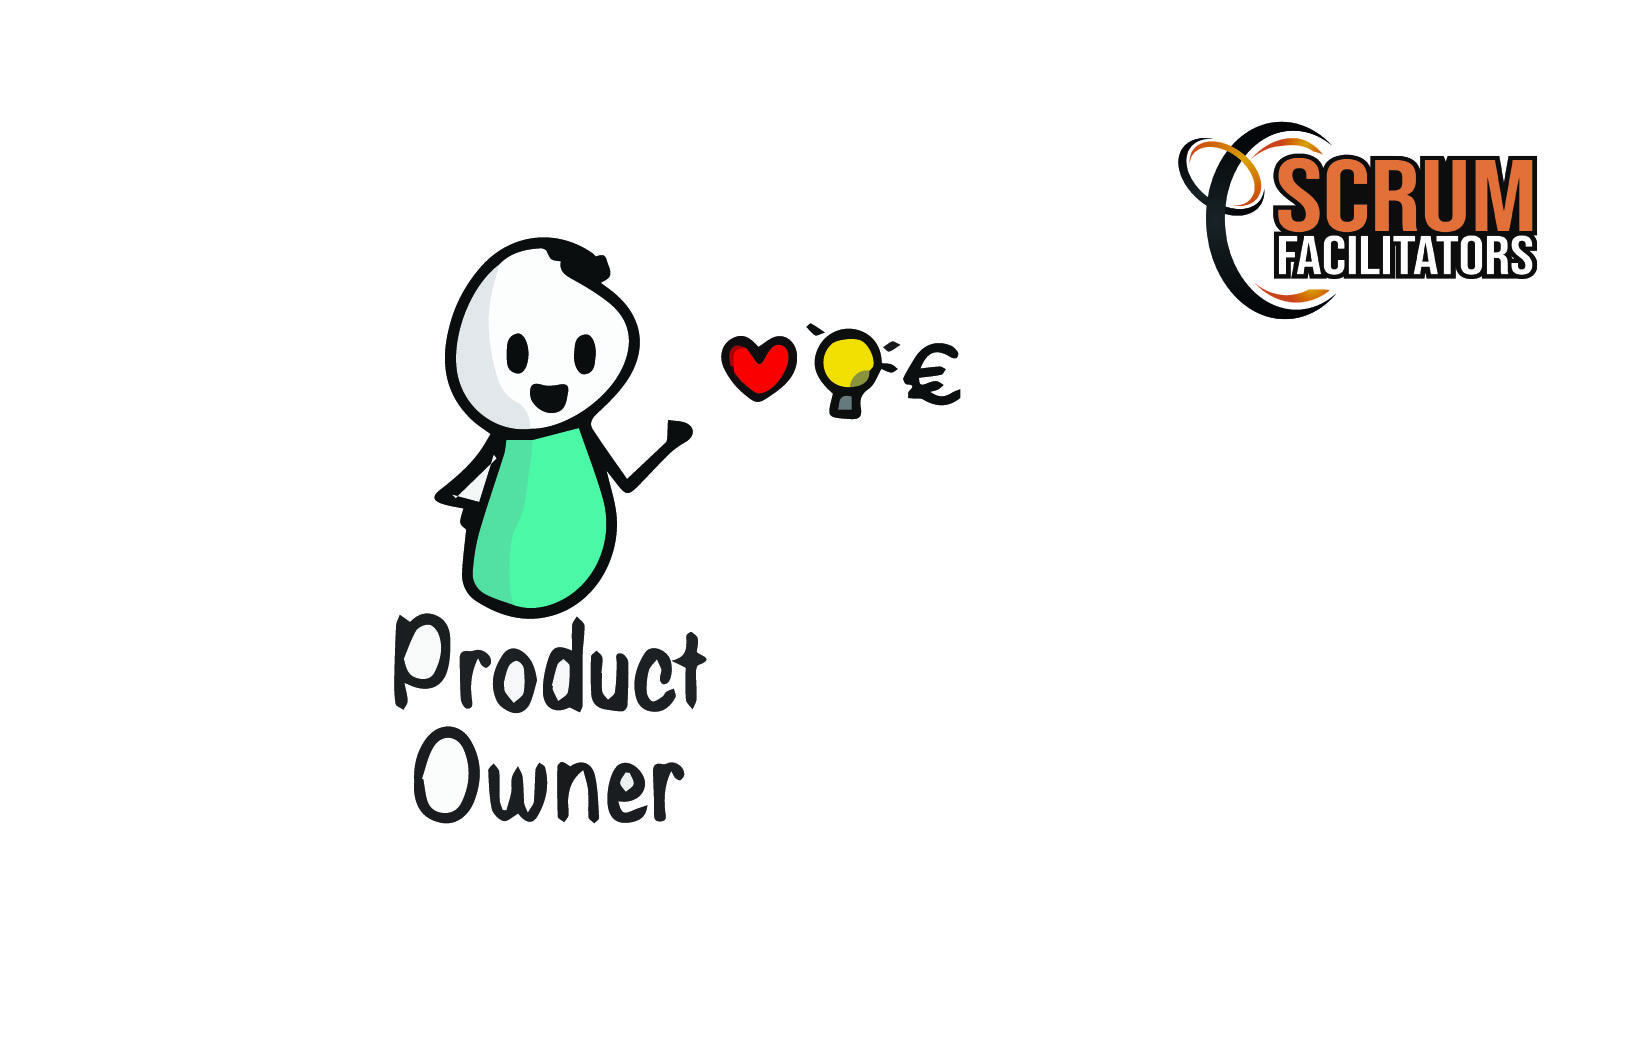 SCRUM
FACILITATORS
€
Product
Owner